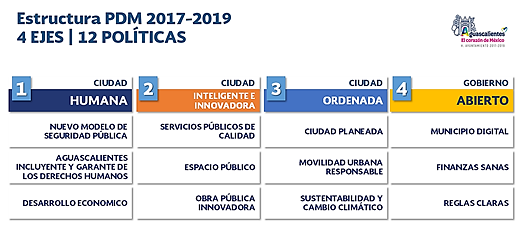 Estructura PDM 2017-2019
4 EJES | 12 POLÍTICAS
Aguascalientes
El corazón de México
H. AYUNTAMIENTO 2017-2019
1
CIUDAD
HUMANA
NUEVO MODELO DE
SEGURIDAD PÚBLICA
AGUASCALIENTES
INCLUYENTE Y GARANTE DE
LOS DERECHOS HUMANOS
DESARROLLO ECONOMICO
2
CIUDAD
INTELIGENTE E
INNOVADORA
SERVICIOS PÚBLICOS DE
CALIDAD
ESPACIO PÚBLICO
OBRA PÚBLICA
INNOVADORA
3
CIUDAD
ORDENADA
CIUDAD PLANEADA
MOVILIDAD URBANA
RESPONSABLE
SUSTENTABILIDAD Y
CAMBIO CLIMÁTICO
4
GOBIERNO
ABIERTO
MUNICIPIO DIGITAL
FINANZAS SANAS
REGLAS CLARAS